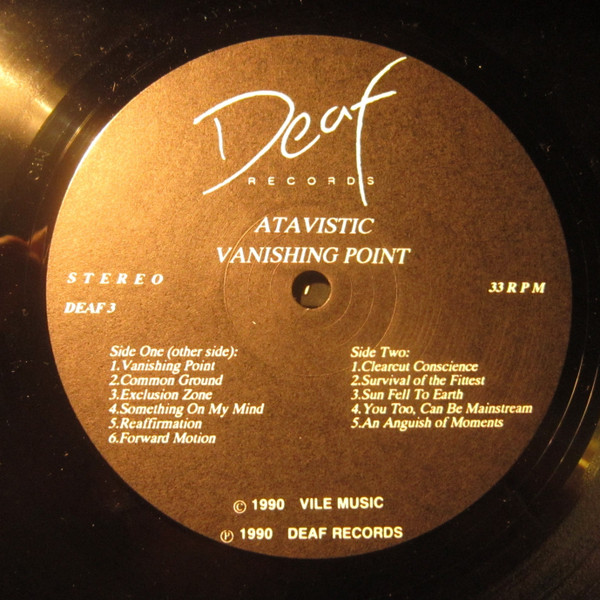 Deaf
RECORDS
ATAVISTIC
VANISHING POINT
STEREO
33 RPM
DEAF 3
Side One (other side):
1.Vanishing Point
2.Common Ground
3.Exclusion Zone
4.Something On My Mind
5.Reaffirmation
6.Forward Motion
Side Two:
1.Clearcut Conscience
2.Survival of the Fittest
3.Sun Fell To Earth
4.You Too, Can Be Mainstream
5.An Anguish of Moments
© 1990 VILE MUSIC
℗ 1990 DEAF RECORDS